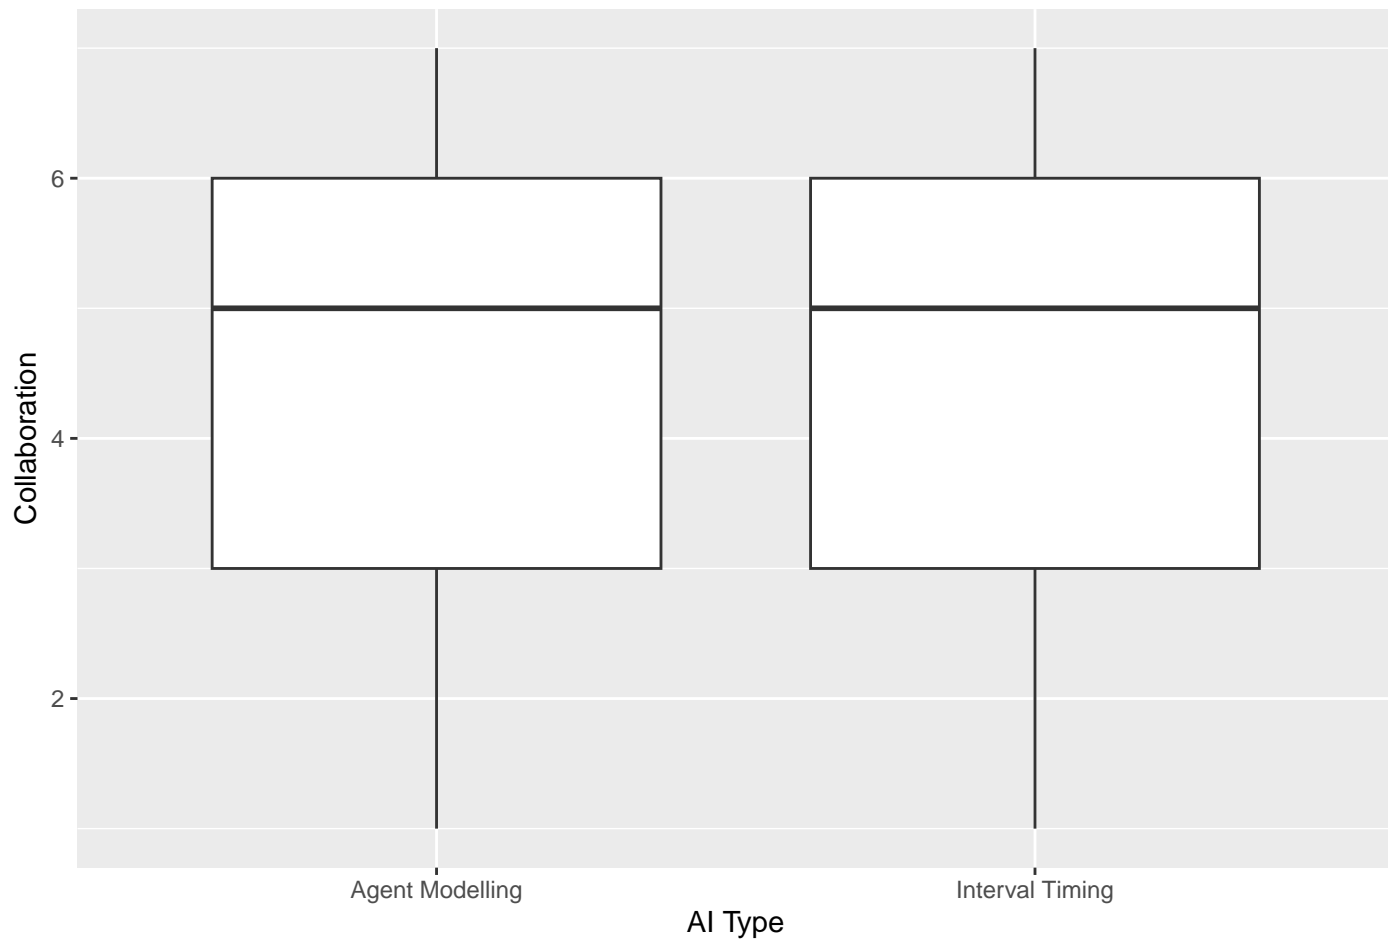 Collaboration
6
4
2
Agent Modelling
Interval Timing
AI Type